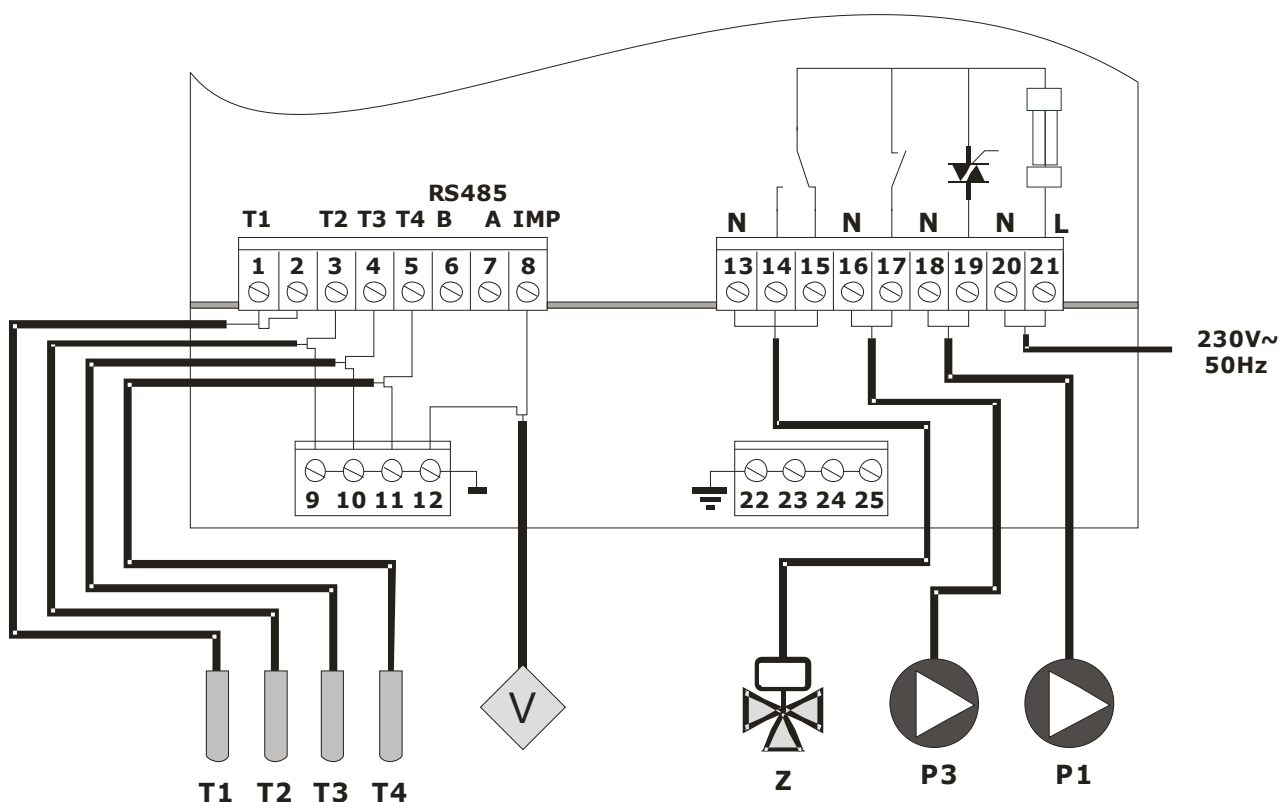 RS485
T1 T2 T3 T4 B A IMP
1 2 3 4 5 6 7 8
N N N N L
13 14 15 16 17 18 19 20 21
230V~
50Hz
9 10 11 12
22 23 24 25
V
T1 T2 T3 T4
Z
P3
P1